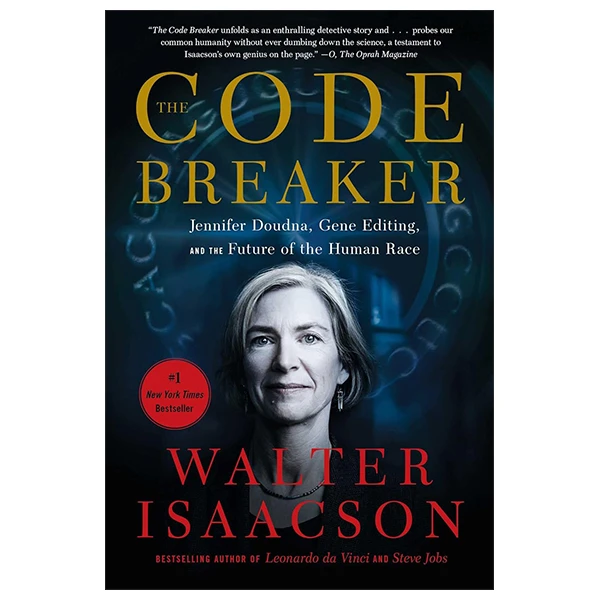 “The Code Breaker unfolds as an enthralling detective story and . . . probes our
common humanity without ever dumbing down the science, a testament to
Isaacson’s own genius on the page.” —O, The Oprah Magazine
THE
CODE
BREAKER
Jennifer Doudna, Gene Editing,
AND THE Future of the Human Race
#1
New York Times
Bestseller
WALTER
ISAACSON
BESTSELLING AUTHOR OF Leonardo da Vinci AND Steve Jobs